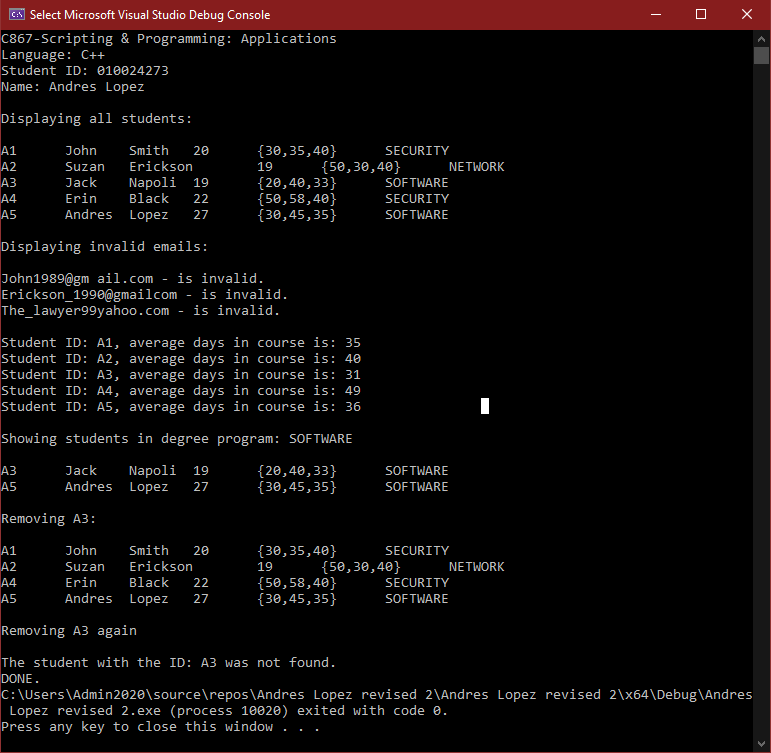 Select Microsoft Visual Studio Debug Console
C867-Scripting & Programming: Applications
Language: C++
Student ID: 010024273
Name: Andres Lopez
Displaying all students:
A1 John Smith 20 {30,35,40} SECURITY
A2 Suzan Erickson 19 {50,30,40} NETWORK
A3 Jack Napoli 19 {20,40,33} SOFTWARE
A4 Erin Black 22 {50,58,40} SECURITY
A5 Andres Lopez 27 {30,45,35} SOFTWARE
Displaying invalid emails:
John1989@gm ail.com - is invalid.
Erickson_1990@gmailcom - is invalid.
The_lawyer99yahoo.com - is invalid.
Student ID: A1, average days in course is: 35
Student ID: A2, average days in course is: 40
Student ID: A3, average days in course is: 31
Student ID: A4, average days in course is: 49
Student ID: A5, average days in course is: 36
Showing students in degree program: SOFTWARE
A3 Jack Napoli 19 {20,40,33} SOFTWARE
A5 Andres Lopez 27 {30,45,35} SOFTWARE
Removing A3:
A1 John Smith 20 {30,35,40} SECURITY
A2 Suzan Erickson 19 {50,30,40} NETWORK
A4 Erin Black 22 {50,58,40} SECURITY
A5 Andres Lopez 27 {30,45,35} SOFTWARE
Removing A3 again
The student with the ID: A3 was not found.
DONE.
C:\Users\Admin2020\source\repos\Andres Lopez revised 2\Andres Lopez revised 2\x64\Debug\Andres
Lopez revised 2.exe (process 10020) exited with code 0.
Press any key to close this window . . .